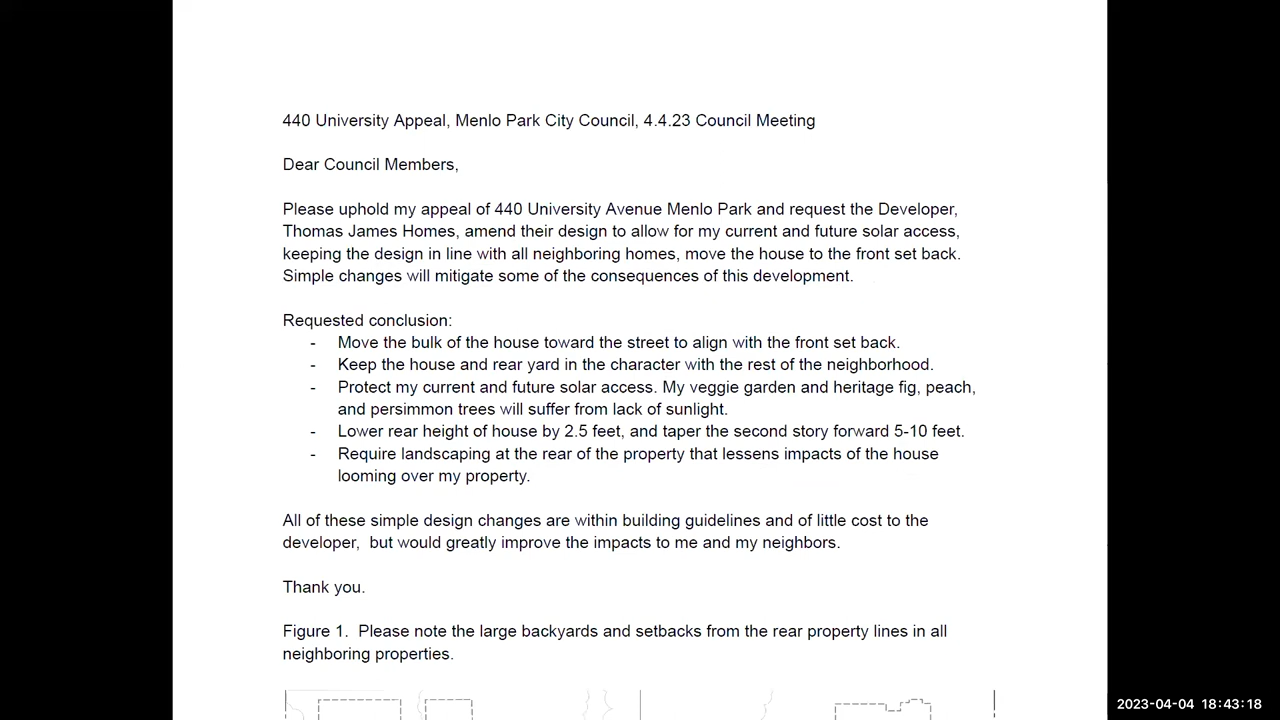 440 University Appeal, Menlo Park City Council, 4.4.23 Council Meeting
Dear Council Members,
Please uphold my appeal of 440 University Avenue Menlo Park and request the Developer,
Thomas James Homes, amend their design to allow for my current and future solar access,
keeping the design in line with all neighboring homes, move the house to the front set back.
Simple changes will mitigate some of the consequences of this development.
Requested conclusion:
- Move the bulk of the house toward the street to align with the front set back.
- Keep the house and rear yard in the character with the rest of the neighborhood.
- Protect my current and future solar access. My veggie garden and heritage fig, peach,
and persimmon trees will suffer from lack of sunlight.
- Lower rear height of house by 2.5 feet, and taper the second story forward 5-10 feet.
- Require landscaping at the rear of the property that lessens impacts of the house
looming over my property.
All of these simple design changes are within building guidelines and of little cost to the
developer,  but would greatly improve the impacts to me and my neighbors.
Thank you.
Figure 1.  Please note the large backyards and setbacks from the rear property lines in all
neighboring properties.
2023-04-04 18:43:18